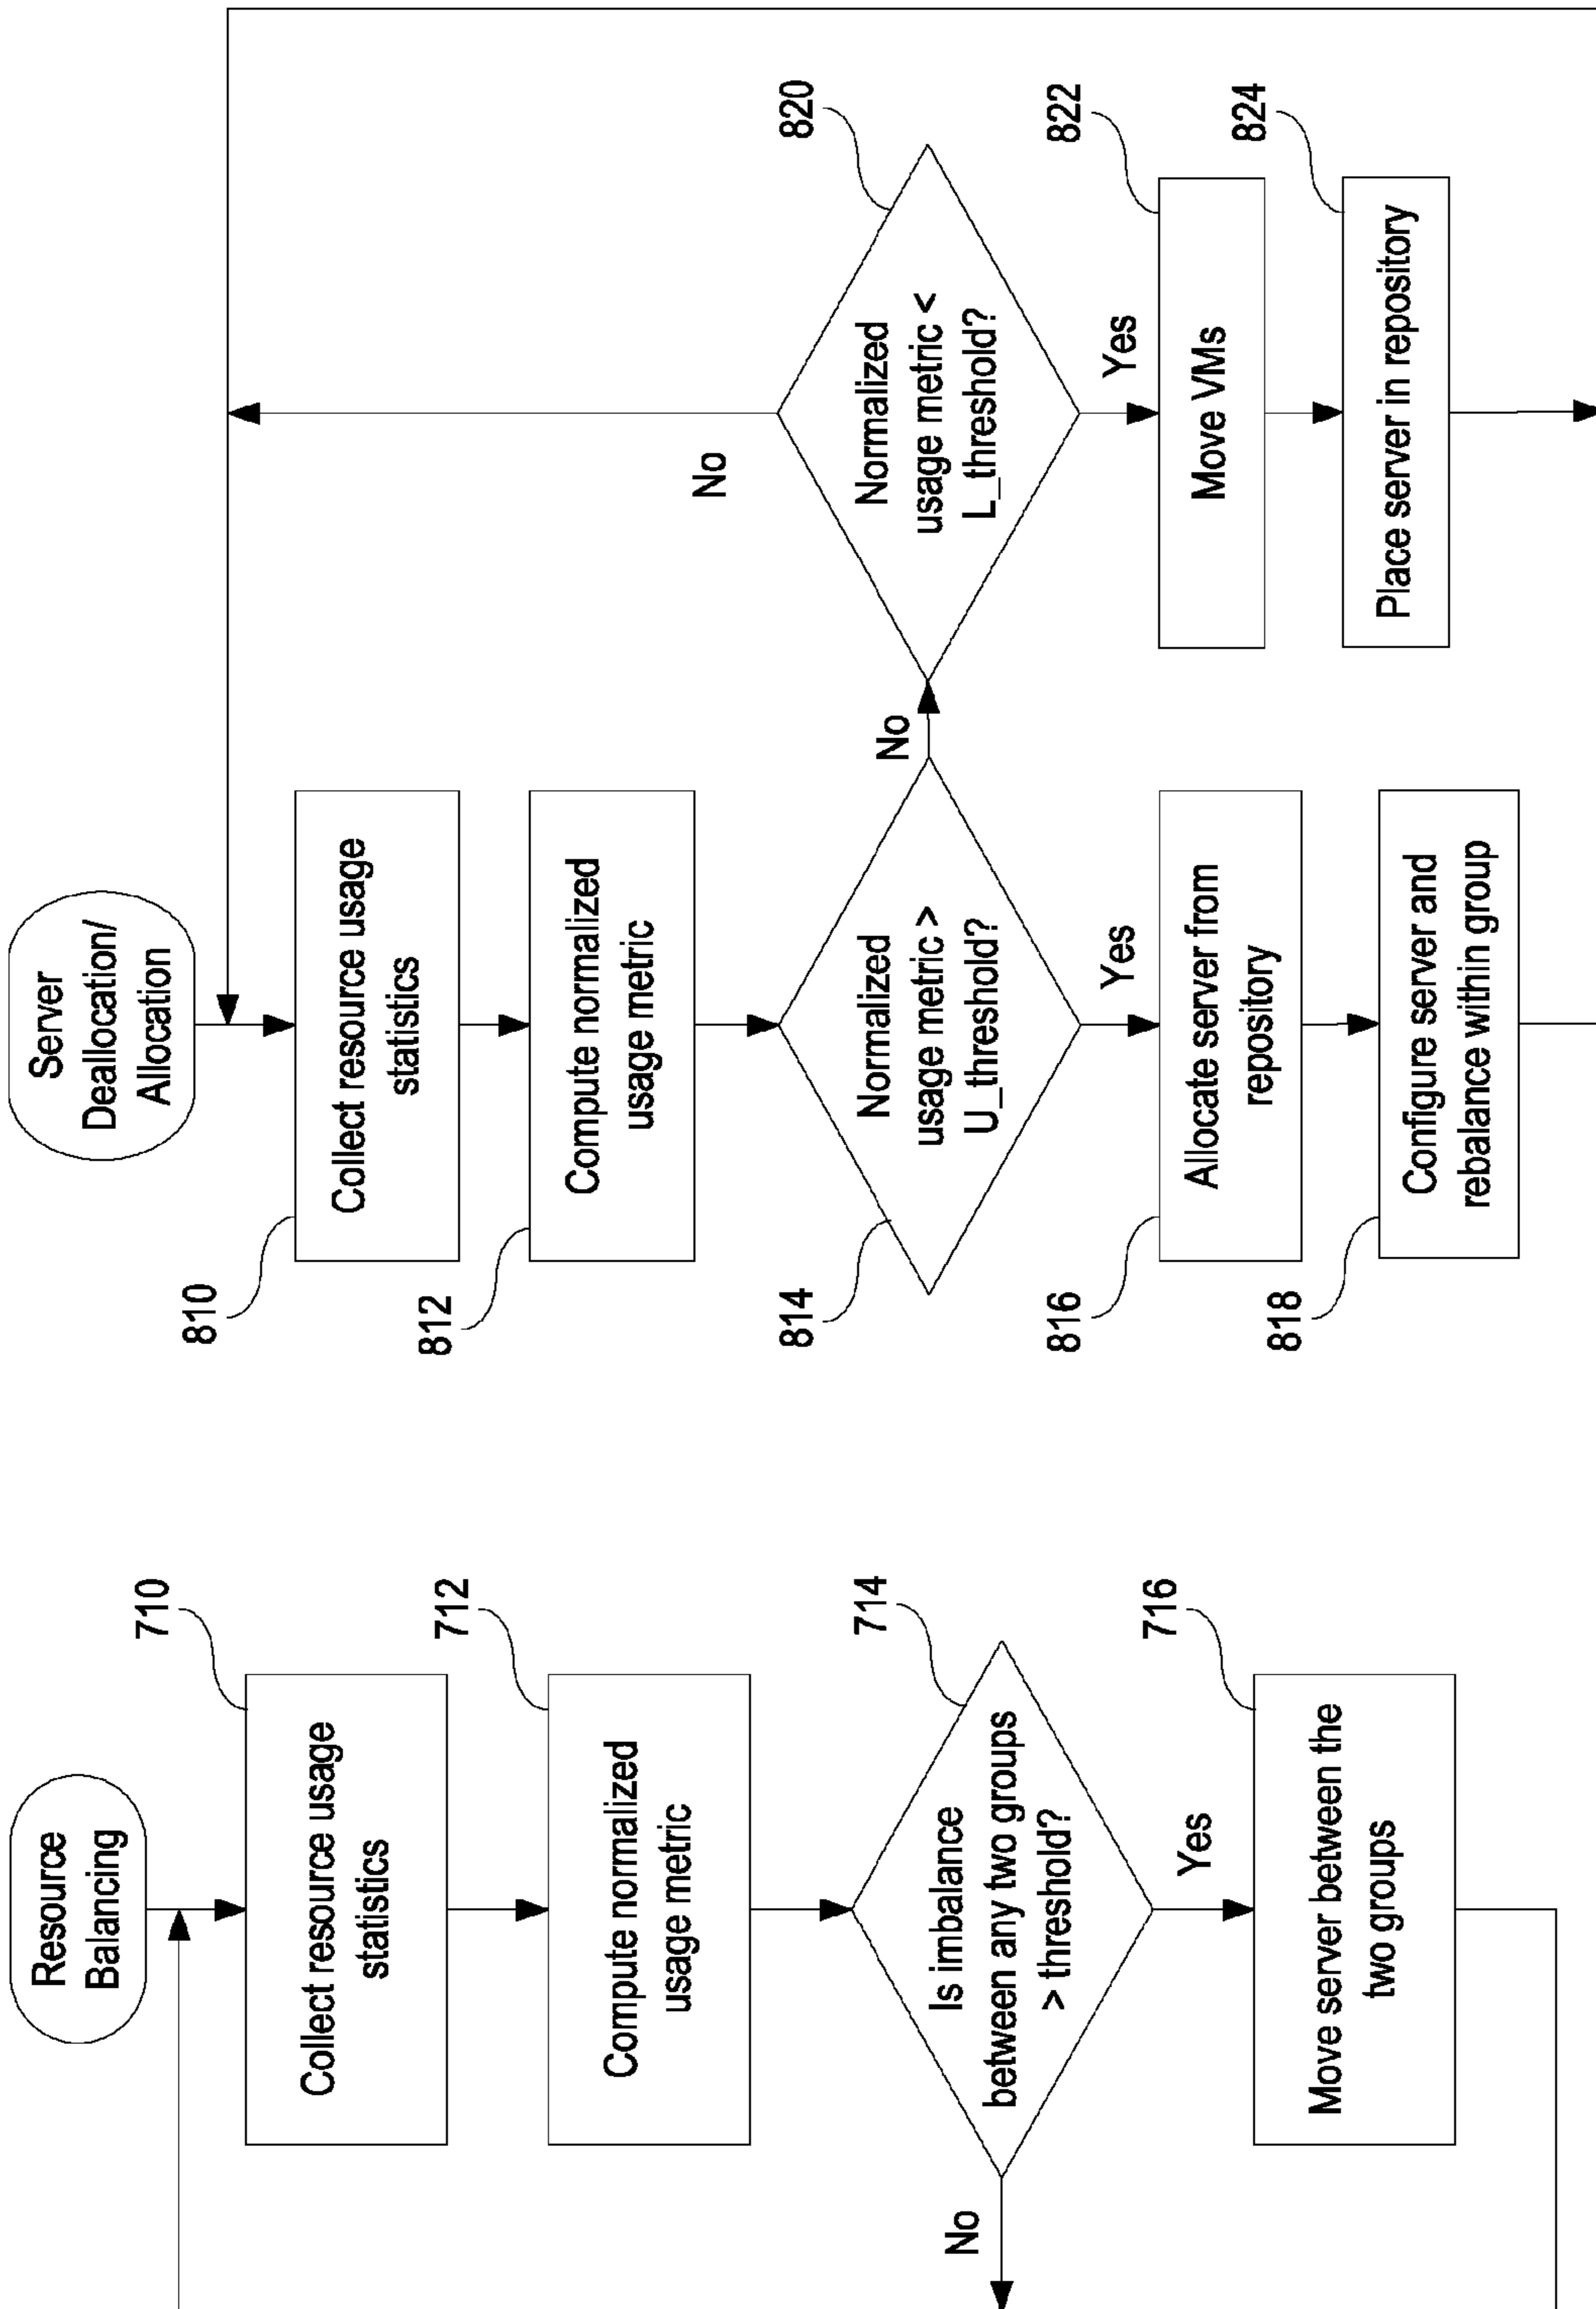 Resource
Balancing
710
Collect resource usage
statistics
712
Compute normalized
usage metric
714
Is imbalance
between any two groups
> threshold?
No
Yes
716
Move server between the
two groups
Server
Deallocation/
Allocation
810
Collect resource usage
statistics
812
Compute normalized
usage metric
814
Normalized
usage metric >
U_threshold?
No
Yes
816
Allocate server from
repository
818
Configure server and
rebalance within group
820
Normalized
usage metric <
L_threshold?
No
Yes
822
Move VMs
824
Place server in repository